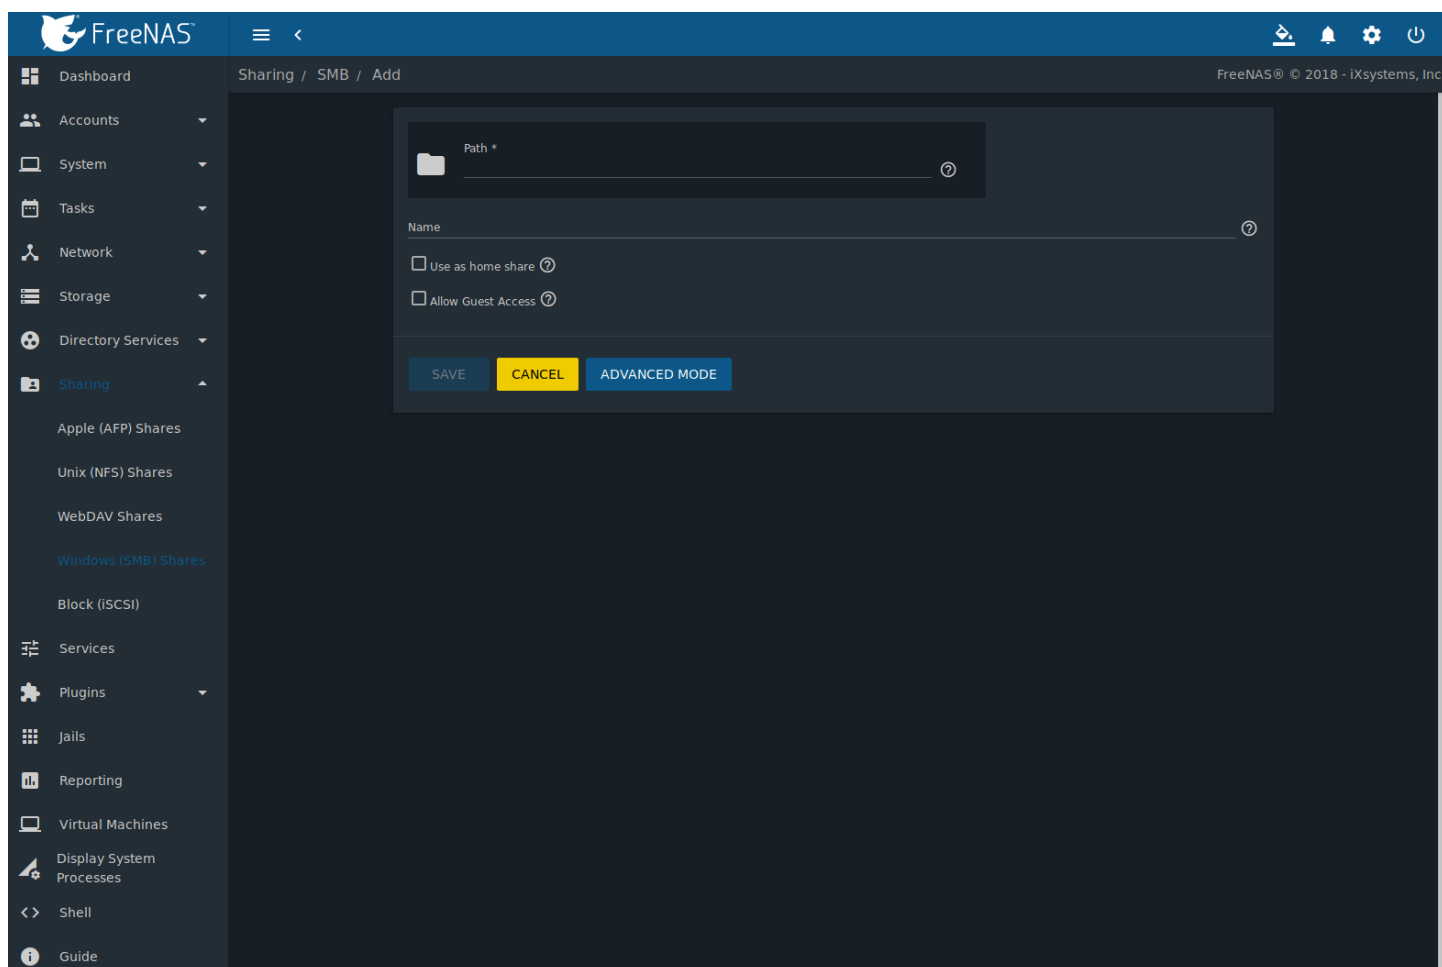 FreeNAS™
Sharing / SMB / Add
FreeNAS® © 2018 - iXsystems, Inc
Dashboard
Accounts
System
Tasks
Network
Storage
Directory Services
Sharing
Apple (AFP) Shares
Unix (NFS) Shares
WebDAV Shares
Windows (SMB) Shares
Block (iSCSI)
Services
Plugins
Jails
Reporting
Virtual Machines
Display System
Processes
Shell
Guide
Path *
Name
Use as home share
Allow Guest Access
SAVE CANCEL ADVANCED MODE